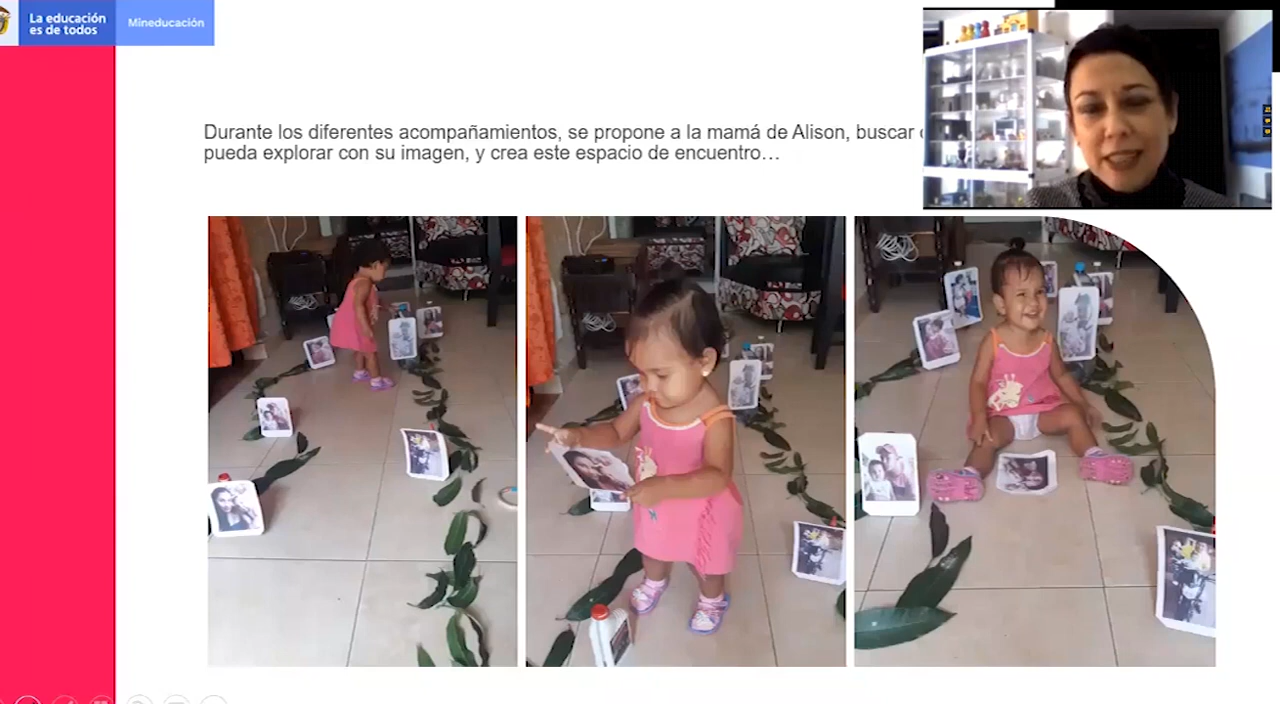 La educación
es de todos
Mineducación
Durante los diferentes acompañamientos, se propone a la mamá de Alison, buscar
pueda explorar con su imagen, y crea este espacio de encuentro…